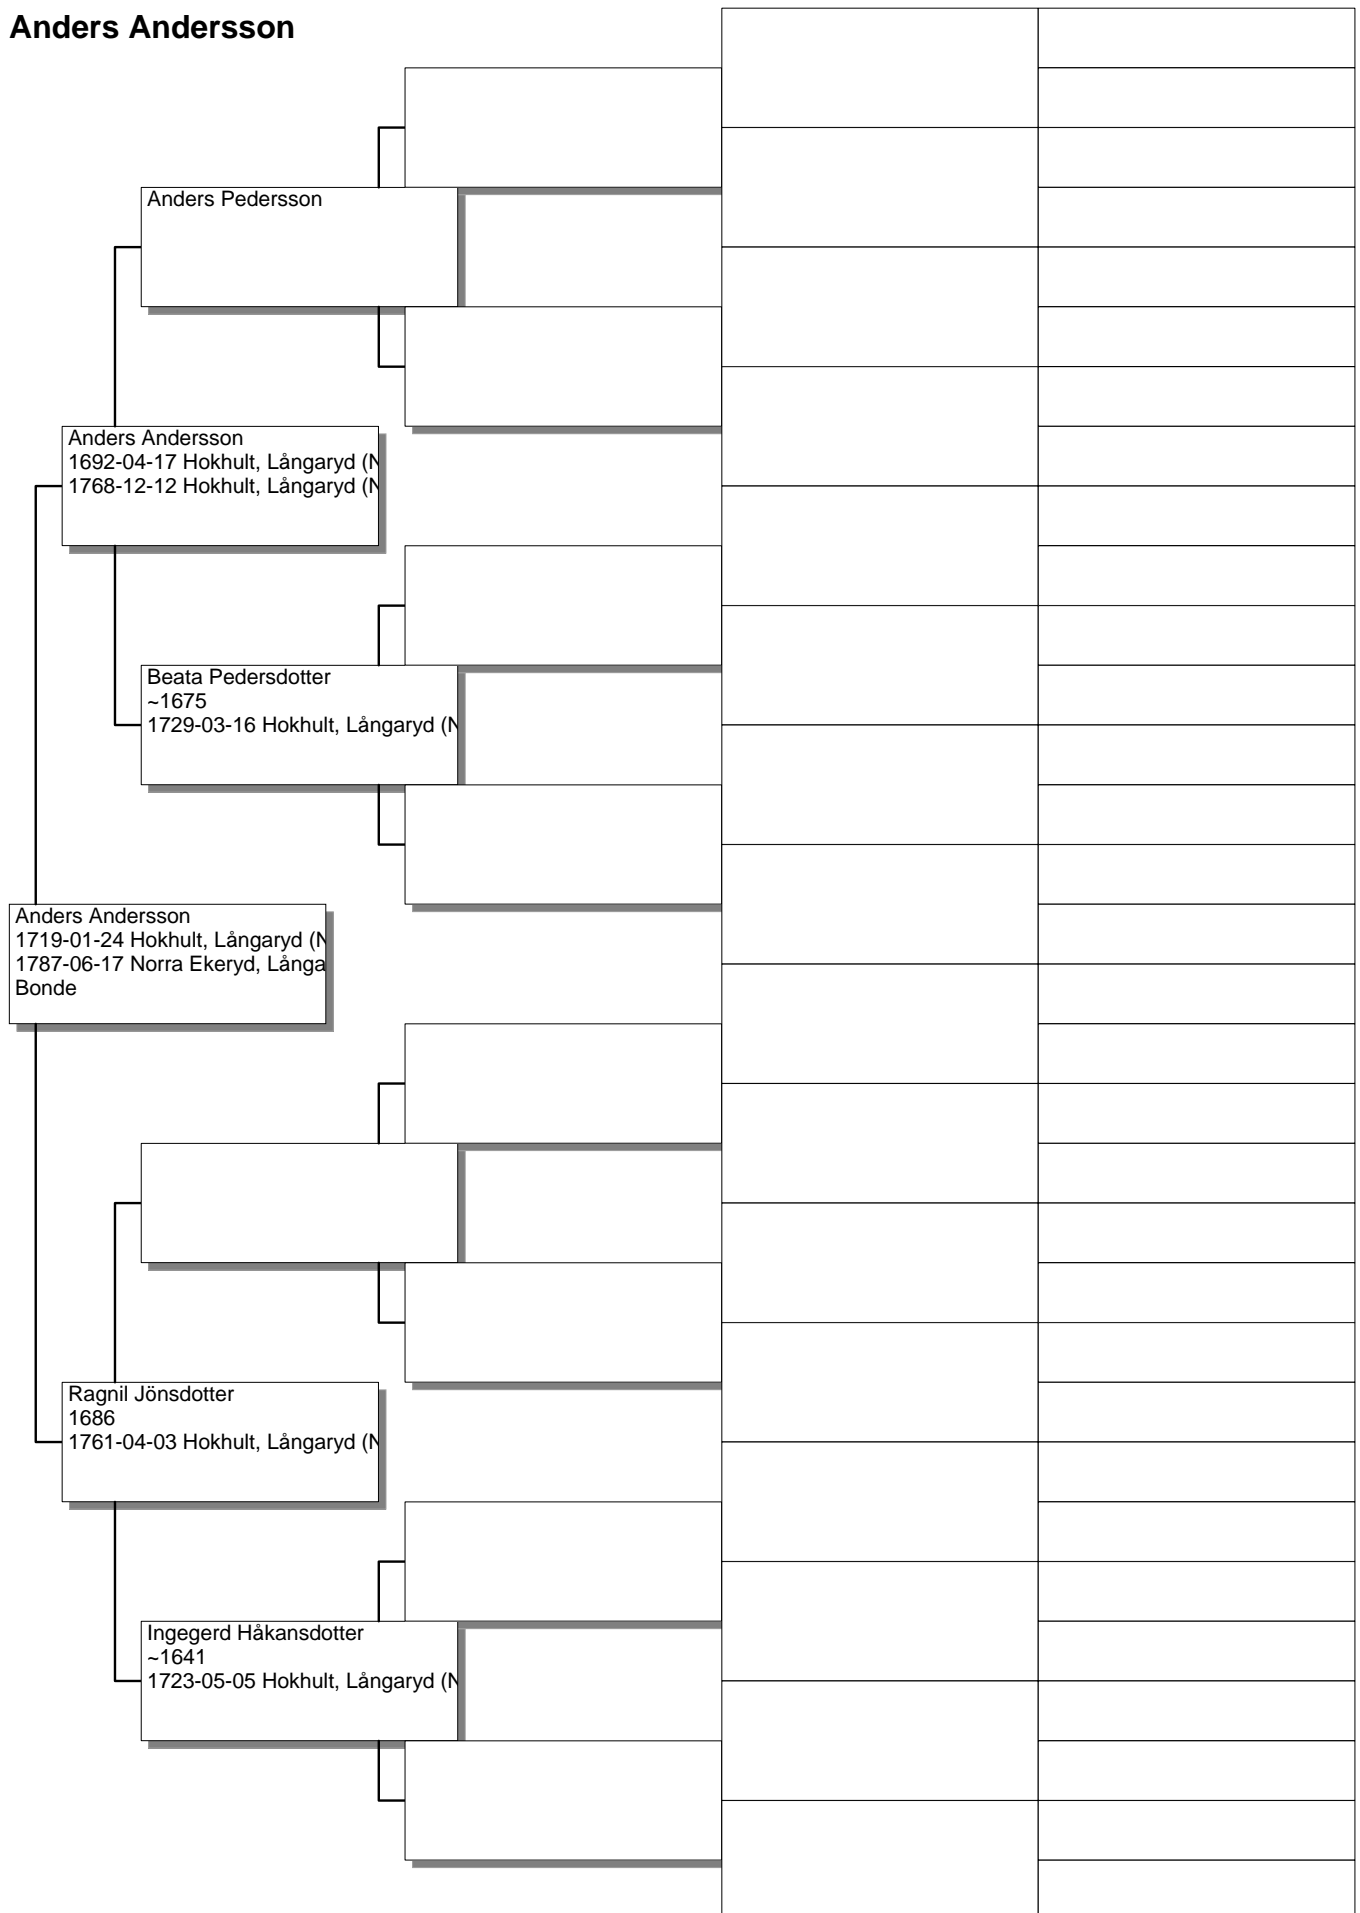 Anders Andersson
Anders Pedersson
Anders Andersson
1692-04-17 Hokhult, Långaryd (N
1768-12-12 Hokhult, Långaryd (N
Beata Pedersdotter
~1675
1729-03-16 Hokhult, Långaryd (N
Anders Andersson
1719-01-24 Hokhult, Långaryd (N
1787-06-17 Norra Ekeryd, Långa
Bonde
Ragnil Jönsdotter
1686
1761-04-03 Hokhult, Långaryd (N
Ingegerd Håkansdotter
~1641
1723-05-05 Hokhult, Långaryd (N